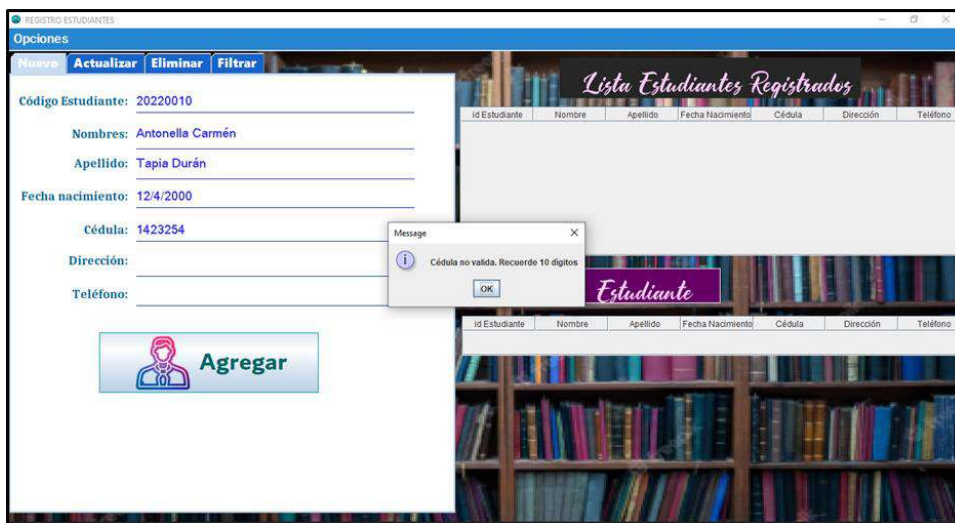 REGISTRO ESTUDIANTES
Opciones
Nuevo Actualizar Eliminar Filtrar
Código Estudiante: 20220010
Nombres: Antonella Carmén
Apellido: Tapia Durán
Fecha nacimiento: 12/4/2000
Cédula: 1423254
Dirección:
Teléfono:
Agregar
Lista Estudiantes Registrados
id Estudiante Nombre Apellido Fecha Nacimiento Cédula Dirección Teléfono
Message
Cédula no valida. Recuerde 10 digitos
OK
Estudiante
id Estudiante Nombre Apellido Fecha Nacimiento Cédula Dirección Teléfono